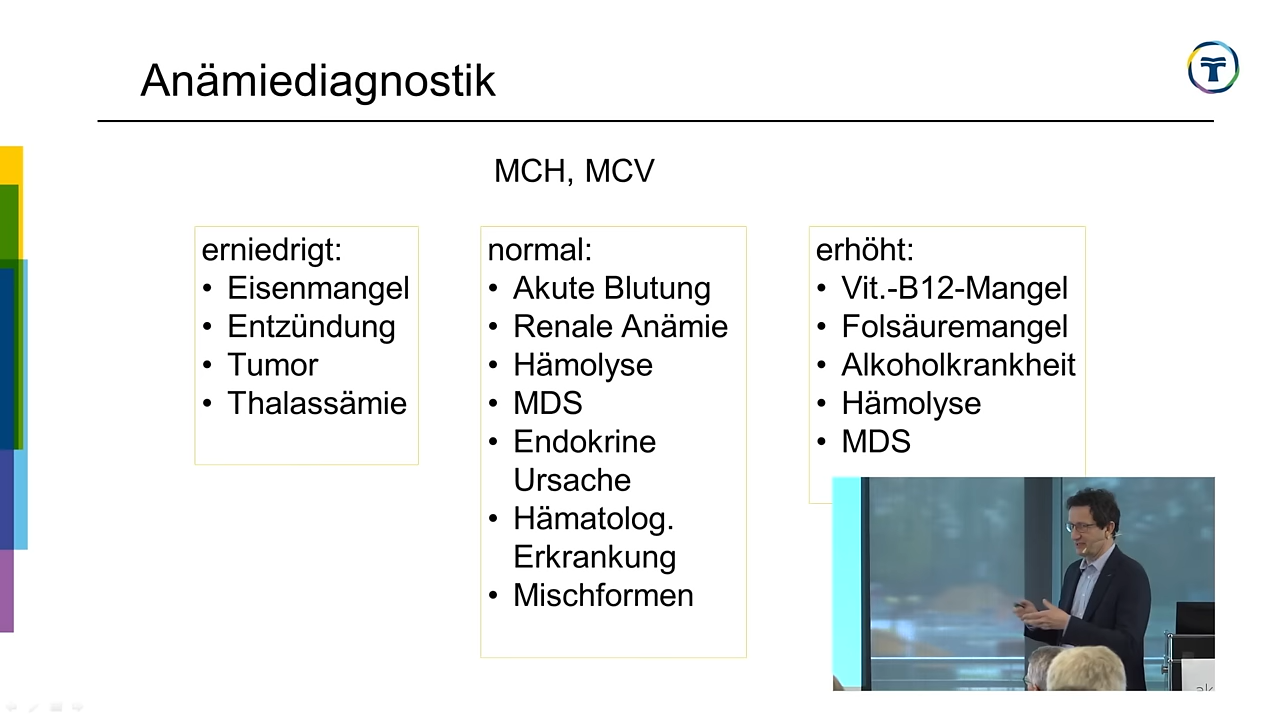 Anämiediagnostik
MCH, MCV
erniedrigt:
• Eisenmangel
• Entzündung
• Tumor
• Thalassämie
normal:
• Akute Blutung
• Renale Anämie
• Hämolyse
• MDS
• Endokrine
Ursache
• Hämatolog.
Erkrankung
• Mischformen
erhöht:
• Vit.-B12-Mangel
• Folsäuremangel
• Alkoholkrankheit
• Hämolyse
• MDS
ak